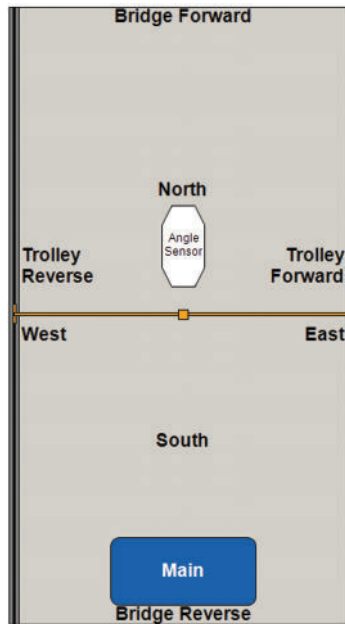 Bridge Forward
North
Angle
Sensor
Trolley
Reverse
Trolley
Forward
West
East
South
Main
Bridge Reverse